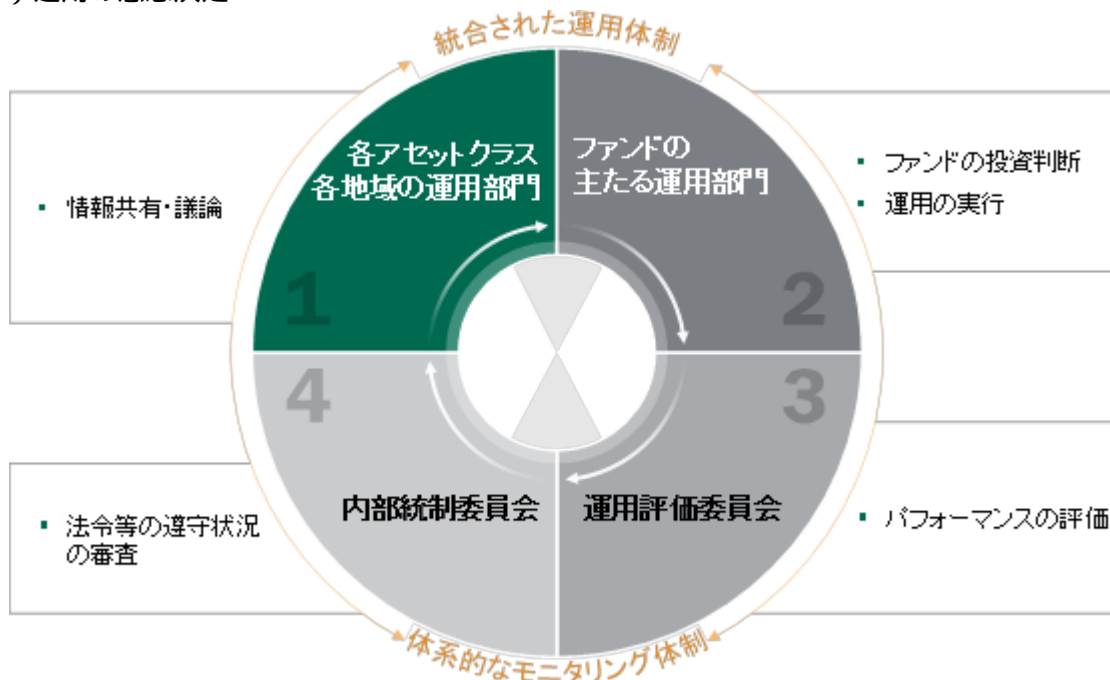 統合された運用体制
各アセットクラス
各地域の運用部門
ファンドの
主たる運用部門
▪ 情報共有・議論
▪ ファンドの投資判断
▪ 運用の実行
1
2
4
3
内部統制委員会
運用評価委員会
▪ 法令等の遵守状況
の審査
▪ パフォーマンスの評価
体系的なモニタリング体制